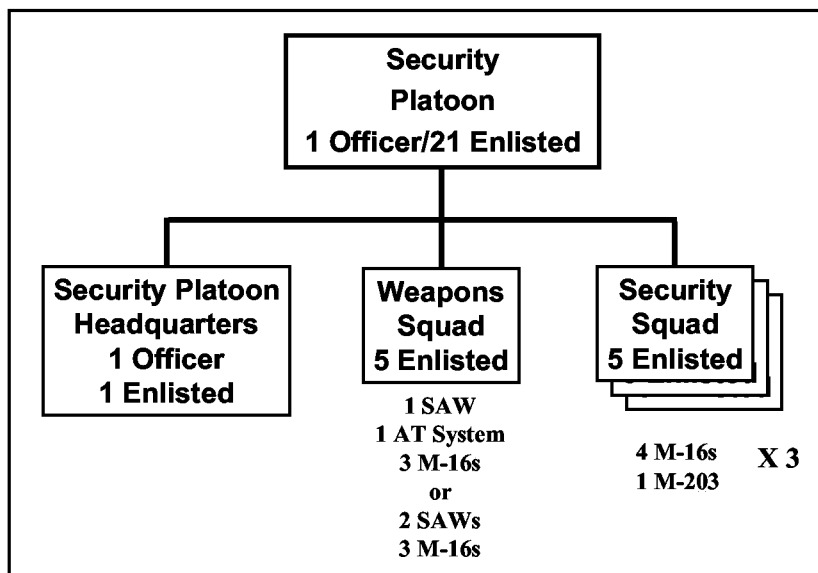 Security
Platoon
1 Officer/21 Enlisted
Security Platoon
Headquarters
1 Officer
1 Enlisted
Weapons
Squad
5 Enlisted
1 SAW
1 AT System
3 M-16s
or
2 SAWs
3 M-16s
Security
Squad
5 Enlisted
4 M-16s
1 M-203
X 3